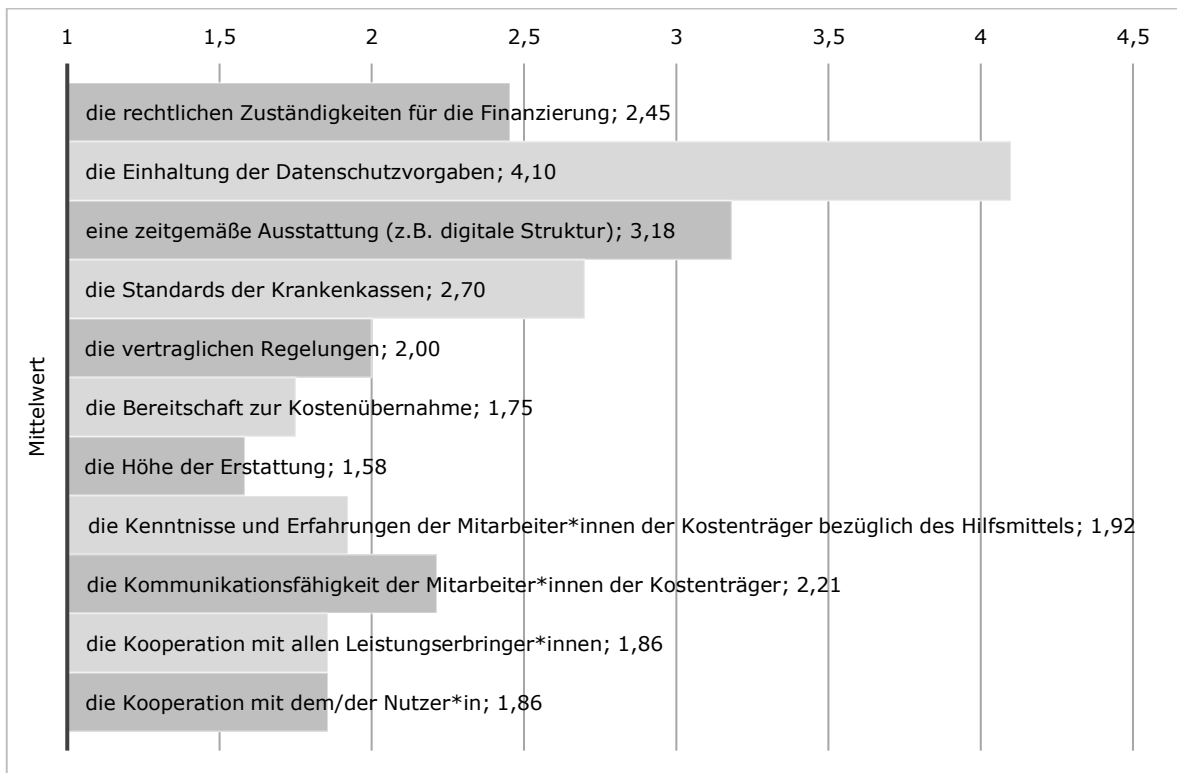 1 1,5 2 2,5 3 3,5 4 4,5
die rechtlichen Zuständigkeiten für die Finanzierung; 2,45
die Einhaltung der Datenschutzvorgaben; 4,10
eine zeitgemäße Ausstattung (z.B. digitale Struktur); 3,18
die Standards der Krankenkassen; 2,70
die vertraglichen Regelungen; 2,00
die Bereitschaft zur Kostenübernahme; 1,75
die Höhe der Erstattung; 1,58
die Kenntnisse und Erfahrungen der Mitarbeiter*innen der Kostenträger bezüglich des Hilfsmittels; 1,92
die Kommunikationsfähigkeit der Mitarbeiter*innen der Kostenträger; 2,21
die Kooperation mit allen Leistungserbringer*innen; 1,86
die Kooperation mit dem/der Nutzer*in; 1,86
Mittelwert